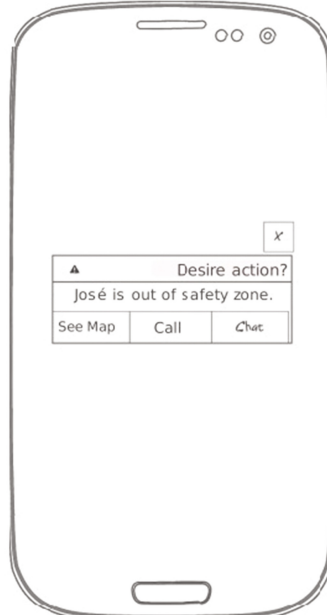 x
Desire action?
José is out of safety zone.
See Map Call Chat